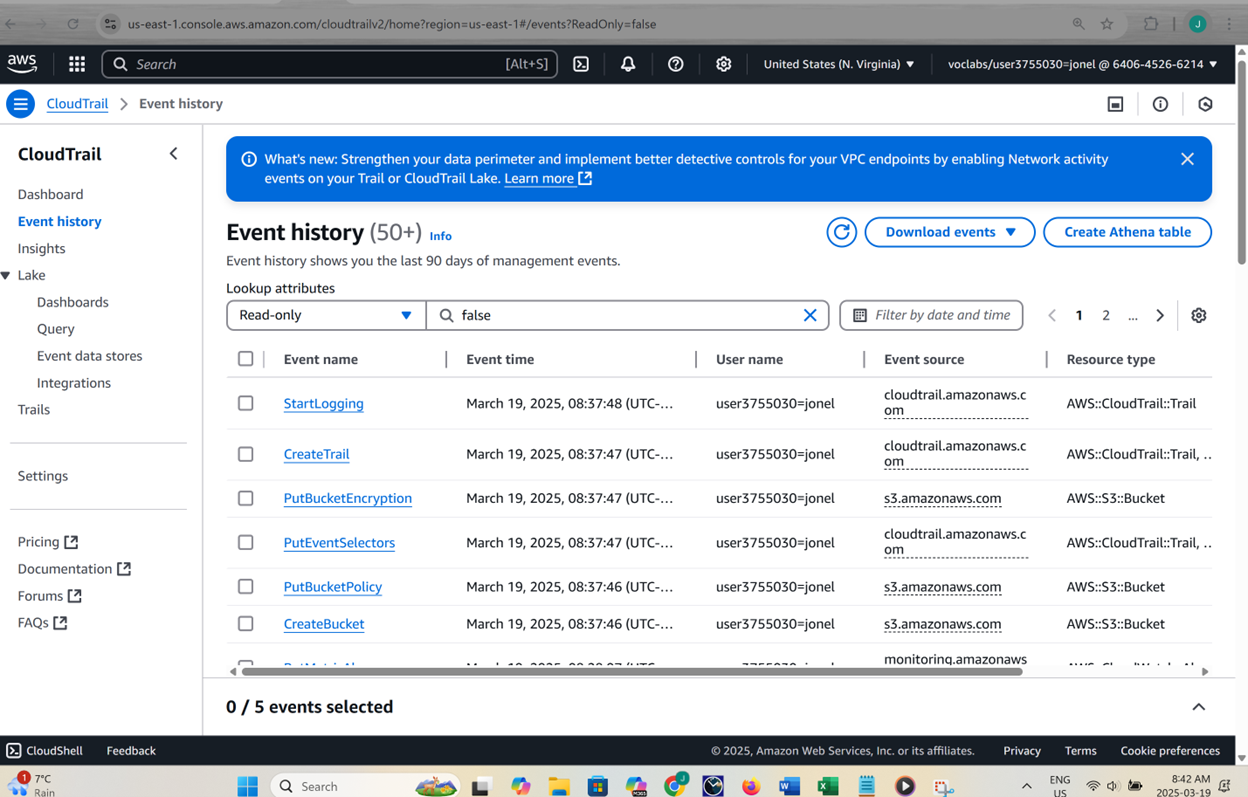 us-east-1.console.aws.amazon.com/cloudtrailv2/home?region=us-east-1#/events?ReadOnly=false
J
aws
Search [Alt+S]
United States (N. Virginia) ▼
voclabs/user3755030=jonel @ 6406-4526-6214 ▼
CloudTrail > Event history
CloudTrail
Dashboard
Event history
Insights
Lake
Dashboards
Query
Event data stores
Integrations
Trails
Settings
Pricing
Documentation
Forums
FAQs
What's new: Strengthen your data perimeter and implement better detective controls for your VPC endpoints by enabling Network activity
events on your Trail or CloudTrail Lake. Learn more
Event history (50+) Info
Download events ▼
Create Athena table
Event history shows you the last 90 days of management events.
Lookup attributes
Read-only false Filter by date and time 1 2 ...
Event name Event time User name Event source Resource type
StartLogging March 19, 2025, 08:37:48 (UTC-... user3755030=jonel cloudtrail.amazonaws.c AWS::CloudTrail::Trail
om
CreateTrail March 19, 2025, 08:37:47 (UTC-... user3755030=jonel cloudtrail.amazonaws.c AWS::CloudTrail::Trail, ..
om
PutBucketEncryption March 19, 2025, 08:37:47 (UTC-... user3755030=jonel s3.amazonaws.com AWS::S3::Bucket
PutEventSelectors March 19, 2025, 08:37:47 (UTC-... user3755030=jonel cloudtrail.amazonaws.c AWS::CloudTrail::Trail, ..
om
PutBucketPolicy March 19, 2025, 08:37:46 (UTC-... user3755030=jonel s3.amazonaws.com AWS::S3::Bucket
CreateBucket March 19, 2025, 08:37:46 (UTC-... user3755030=jonel s3.amazonaws.com AWS::S3::Bucket
monitoring.amazonaws
0 / 5 events selected
CloudShell Feedback © 2025, Amazon Web Services, Inc. or its affiliates. Privacy Terms Cookie preferences
1
7°C
Rain
Search
ENG
US
8:42 AM
2025-03-19